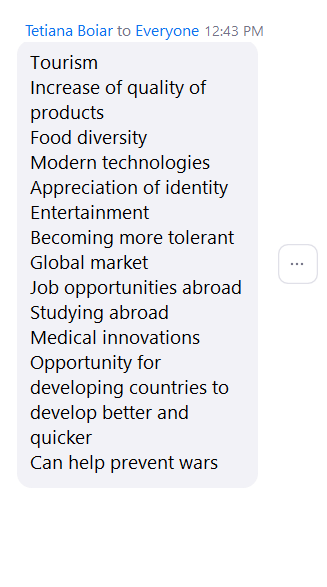 Tetiana Boiar to Everyone 12:43 PM
Tourism
Increase of quality of
products
Food diversity
Modern technologies
Appreciation of identity
Entertainment
Becoming more tolerant
Global market
Job opportunities abroad
Studying abroad
Medical innovations
Opportunity for
developing countries to
develop better and
quicker
Can help prevent wars